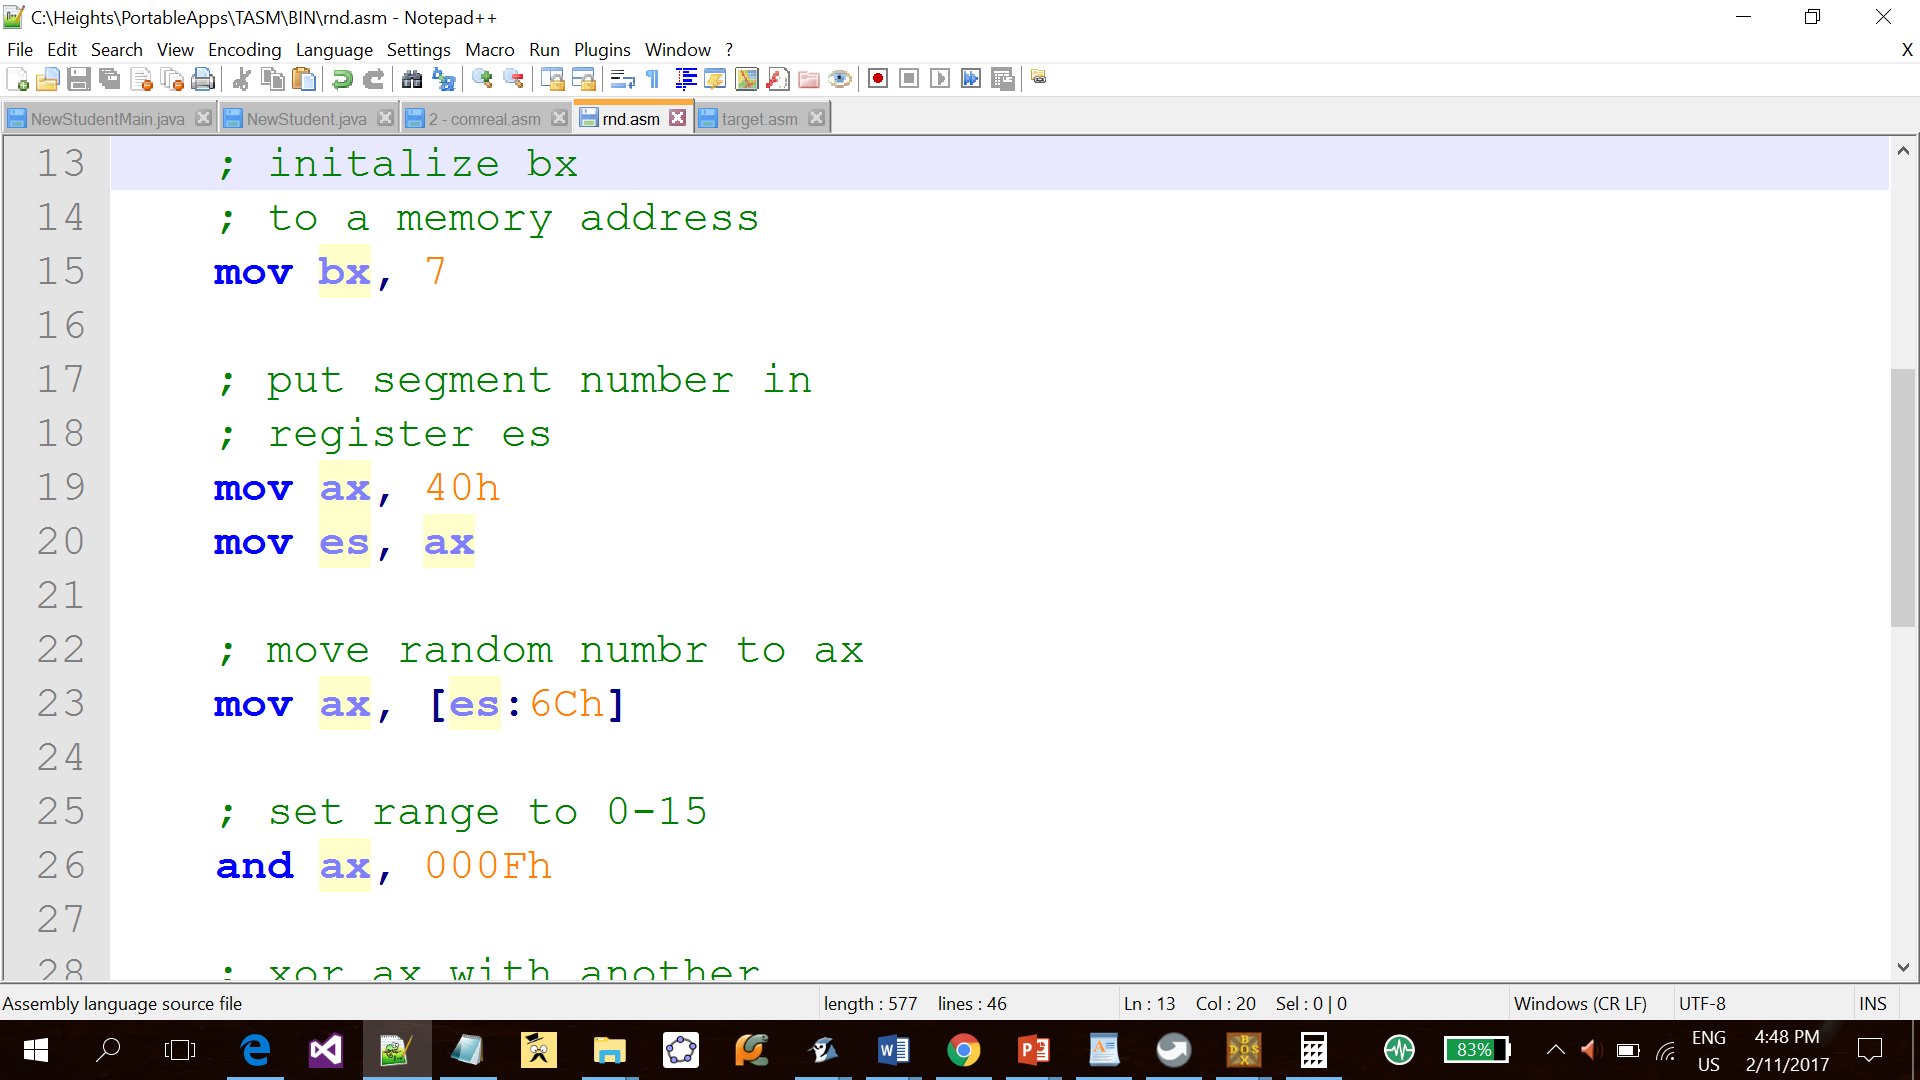 C:\Heights\PortableApps\TASM\BIN\rnd.asm - Notepad++
File Edit Search View Encoding Language Settings Macro Run Plugins Window ? X
NewStudentMain.java NewStudent.java 2 - comreal.asm rnd.asm target.asm
13 ; initalize bx
14 ; to a memory address
15 mov bx, 7
16
17 ; put segment number in
18 ; register es
19 mov ax, 40h
20 mov es, ax
21
22 ; move random numbr to ax
23 mov ax, [es:6Ch]
24
25 ; set range to 0-15
26 and ax, 000Fh
27
28 ; xor ax with another
Assembly language source file length : 577 lines : 46 Ln : 13 Col : 20 Sel : 0 | 0 Windows (CR LF) UTF-8 INS
83% ENG US 4:48 PM 2/11/2017